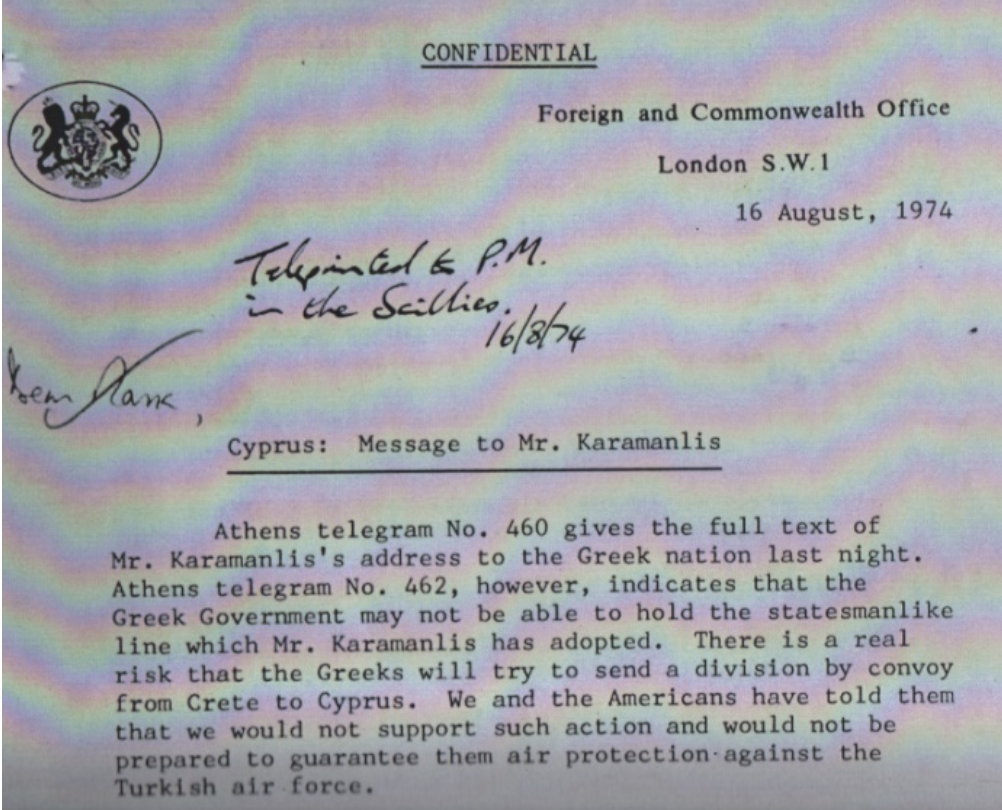 CONFIDENTIAL
Foreign and Commonwealth Office
London S.W.1
16 August, 1974
Teleprinted to P.M.
in the Scillies.
16/8/74
Dear
Cyprus: Message to Mr. Karamanlis
Athens telegram No. 460 gives the full text of
Mr. Karamanlis's address to the Greek nation last night.
Athens telegram No. 462, however, indicates that the
Greek Government may not be able to hold the statesmanlike
line which Mr. Karamanlis has adopted. There is a real
risk that the Greeks will try to send a division by convoy
from Crete to Cyprus. We and the Americans have told them
that we would not support such action and would not be
prepared to guarantee them air protection against the
Turkish air force.